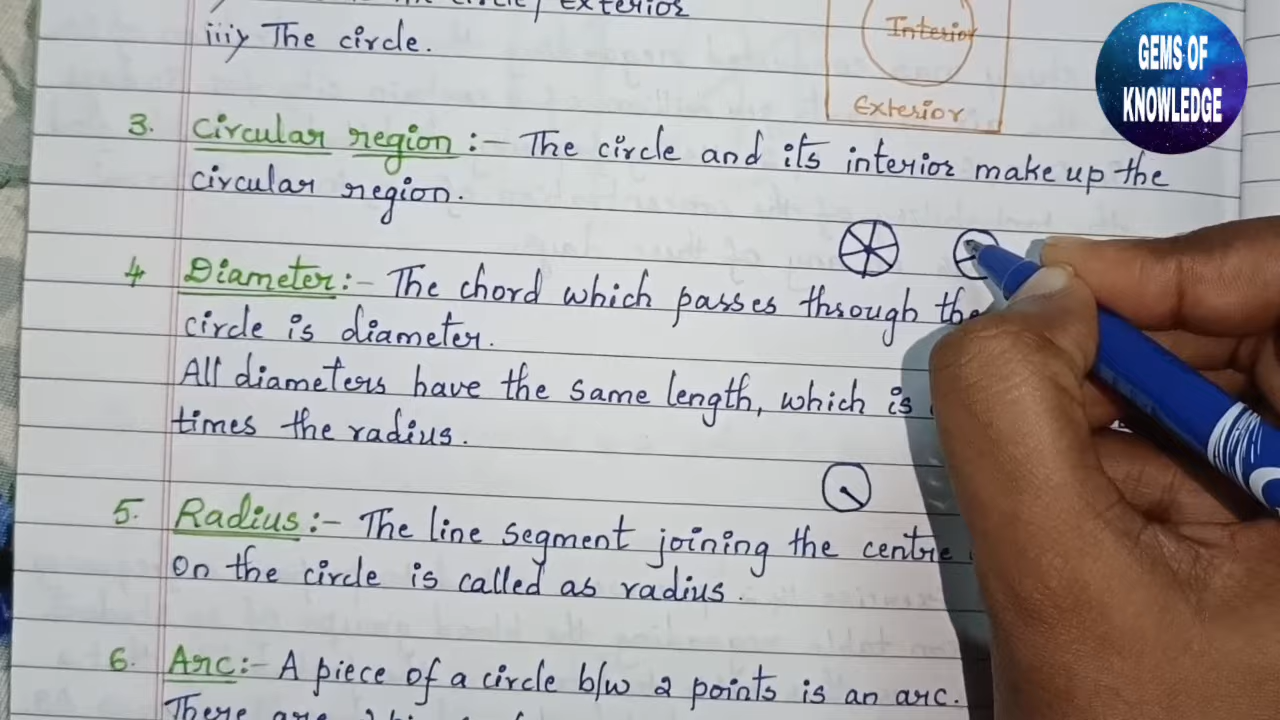 Exterior
iii) The circle.
Interior
Exterior
GEMS OF
KNOWLEDGE
3. Circular region :- The circle and its interior make up the
circular region.
4 Diameter :- The chord which passes through the
circle is diameter.
All diameters have the same length, which is
times the radius.
5. Radius :- The line segment joining the centre
on the circle is called as radius.
6. Arc :- A piece of a circle b/w 2 points is an arc.
There are